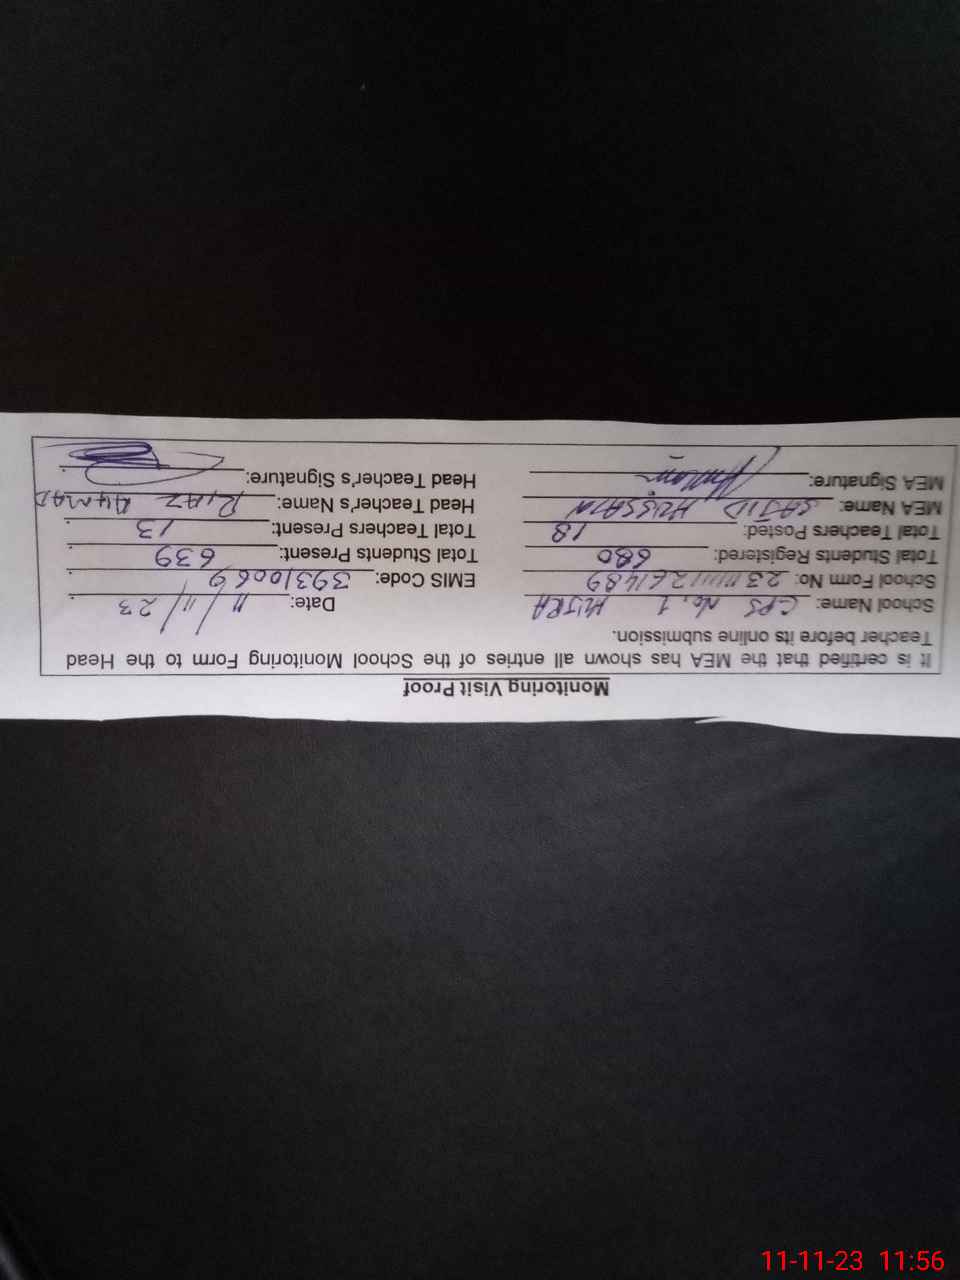 Monitoring Visit Proof
It is certified that the MEA has shown all entries of the School Monitoring Form to the Head
Teacher before its online submission.
School Name: GPS No. 1 Date: 11/11/23
School Form No: EMIS Code: 39310069
Total Students Registered: 680 Total Students Present: 639
Total Teachers Posted: 18 Total Teachers Present: 13
MEA Name: SAJID HUSSAIN Head Teacher's Name: RIAZ AHMAD
MEA Signature: Head Teacher's Signature:
11-11-23 11:56